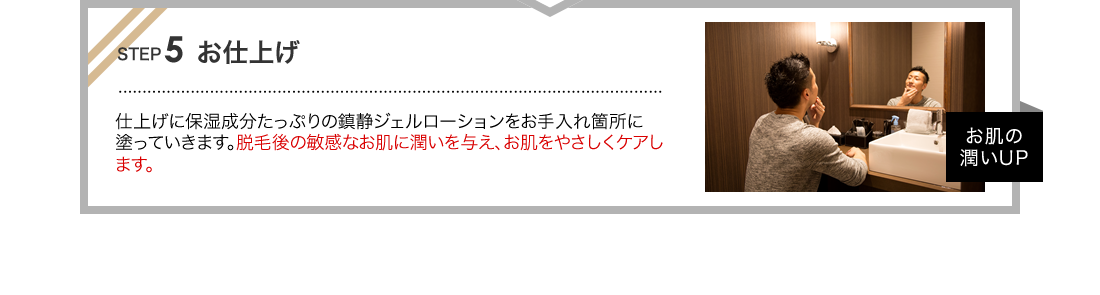 STEP5 お仕上げ
仕上げに保湿成分たっぷりの鎮静ジェルローションをお手入れ箇所に
塗っていきます。脱毛後の敏感なお肌に潤いを与え、お肌をやさしくケアし
ます。
お肌の
潤いUP